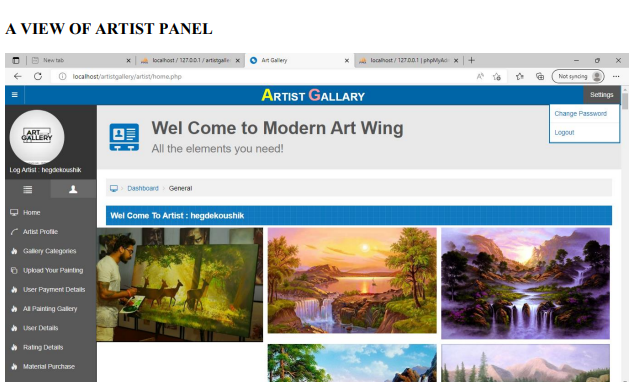 A VIEW OF ARTIST PANEL
New tab
localhost / 127.0.0.1 / artistgalle
Art Gallery
localhost / 127.0.0.1 | phpMyAd
localhost/artistgallery/artist/home.php
Not syncing
ARTIST GALLARY
Settings
Change Password
Logout
ART
GALLERY
Wel Come to Modern Art Wing
All the elements you need!
Log Artist : hegdekoushik
Dashboard
General
Home
Wel Come To Artist : hegdekoushik
Artist Profile
Gallery Categories
Upload Your Painting
User Payment Details
All Painting Gallery
User Details
Rating Details
Material Purchase